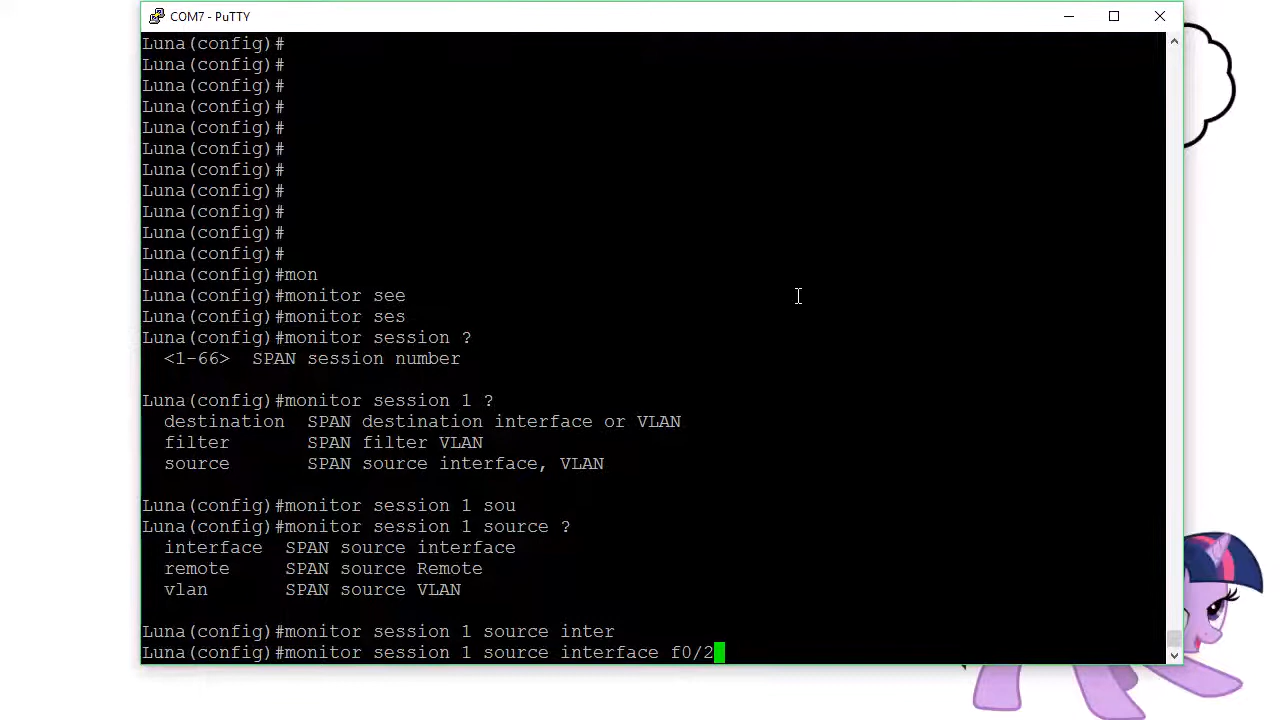 COM7 - PuTTY
Luna(config)#
Luna(config)#
Luna(config)#
Luna(config)#
Luna(config)#
Luna(config)#
Luna(config)#
Luna(config)#
Luna(config)#
Luna(config)#
Luna(config)#
Luna(config)#mon
Luna(config)#monitor see
Luna(config)#monitor ses
Luna(config)#monitor session ?
<1-66> SPAN session number
Luna(config)#monitor session 1 ?
destination SPAN destination interface or VLAN
filter SPAN filter VLAN
source SPAN source interface, VLAN
Luna(config)#monitor session 1 sou
Luna(config)#monitor session 1 source ?
interface SPAN source interface
remote SPAN source Remote
vlan SPAN source VLAN
Luna(config)#monitor session 1 source inter
Luna(config)#monitor session 1 source interface f0/2